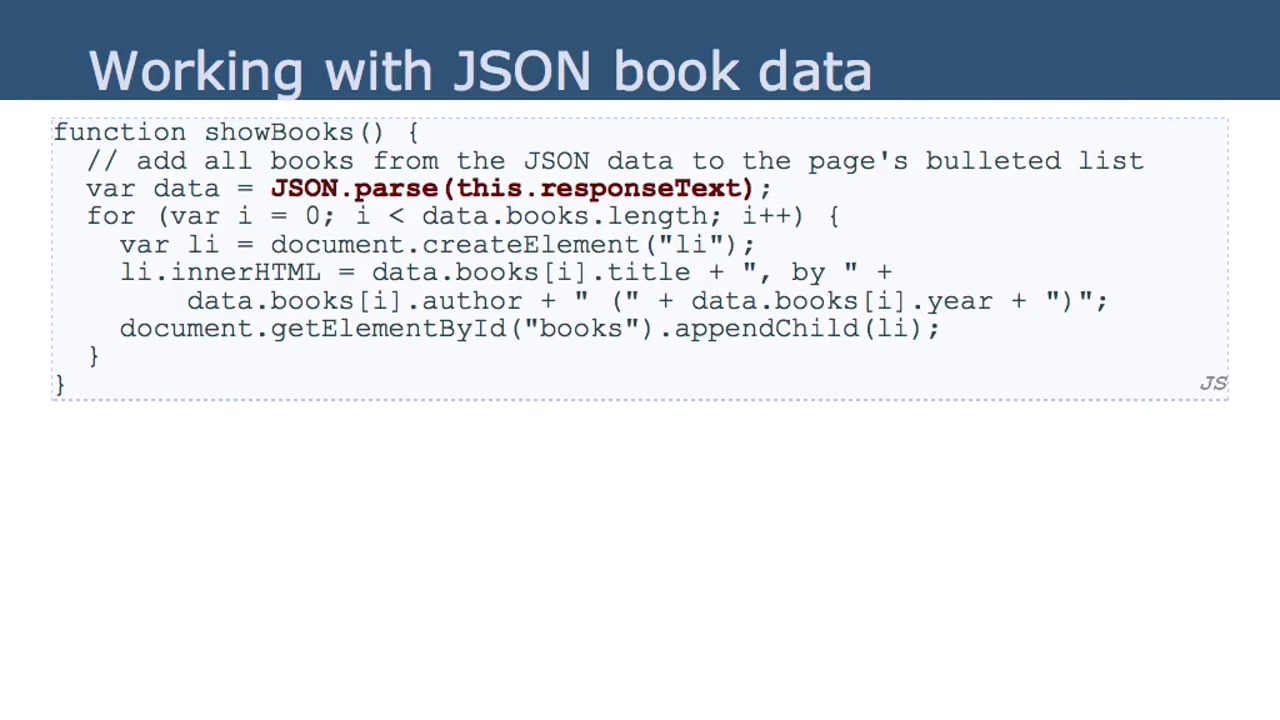 Working with JSON book data
function showBooks() {
  // add all books from the JSON data to the page's bulleted list
  var data = JSON.parse(this.responseText);
  for (var i = 0; i < data.books.length; i++) {
    var li = document.createElement("li");
    li.innerHTML = data.books[i].title + ", by " +
        data.books[i].author + " (" + data.books[i].year + ")";
    document.getElementById("books").appendChild(li);
  }
}
JS